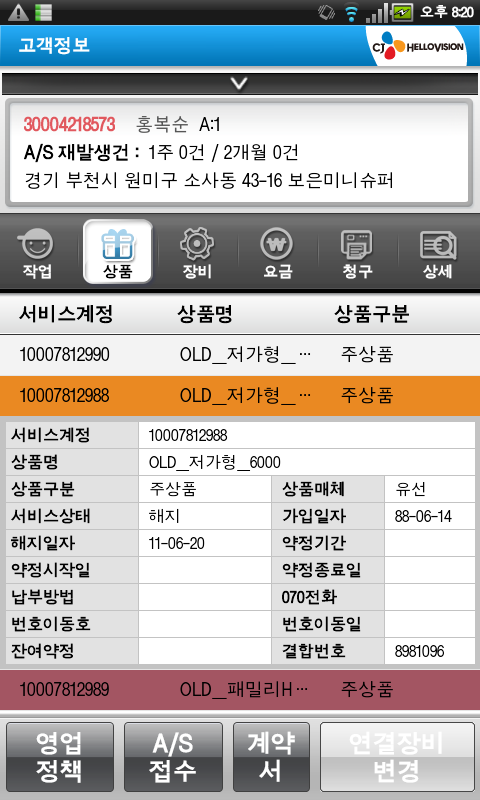 오후 8:20
고객정보
CJ HELLOVISION
30004218573 홍복순 A:1
A/S 재발생건 : 1주 0건 / 2개월 0건
경기 부천시 원미구 소사동 43-16 보은미니슈퍼
작업 상품 장비 요금 청구 상세
서비스계정 상품명 상품구분
10007812990 OLD_저가형_··· 주상품
10007812988 OLD_저가형_··· 주상품
서비스계정 10007812988
상품명 OLD_저가형_6000
상품구분 주상품 상품매체 유선
서비스상태 해지 가입일자 88-06-14
해지일자 11-06-20 약정기간
약정시작일 약정종료일
납부방법 070전화
번호이동호 번호이동일
잔여약정 결합번호 8981096
10007812989 OLD_패밀리H··· 주상품
영업
정책
A/S
접수
계약
서
연결장비
변경